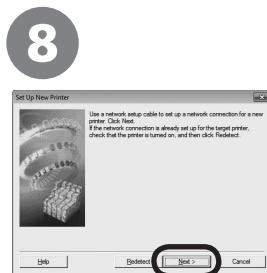 8
Set Up New Printer
Use a network setup cable to set up a network connection for a new
printer. Click Next.
If the network connection is already set up for the target printer,
check that the printer is turned on, and then click Redetect.
Help
Redetect
Next >
Cancel